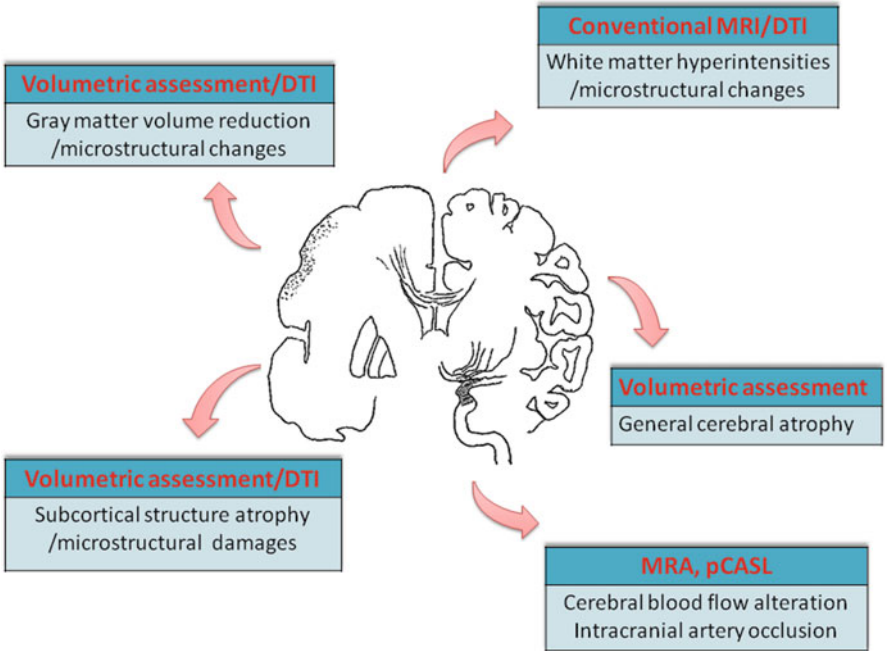 Conventional MRI/DTI
White matter hyperintensities
/microstructural changes
Volumetric assessment/DTI
Gray matter volume reduction
/microstructural changes
Volumetric assessment
General cerebral atrophy
Volumetric assessment/DTI
Subcortical structure atrophy
/microstructural damages
MRA, pCASL
Cerebral blood flow alteration
Intracranial artery occlusion